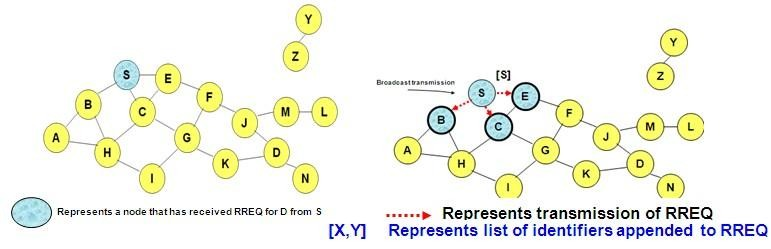 Y
Z
S
E
F
B
C
J
M
L
A
H
G
K
D
I
N
Represents a node that has received RREQ for D from S
Y
Z
Broadcast transmission
[S]
S
E
B
C
F
J
M
L
A
H
G
K
D
I
N
Represents transmission of RREQ
[X,Y] Represents list of identifiers appended to RREQ